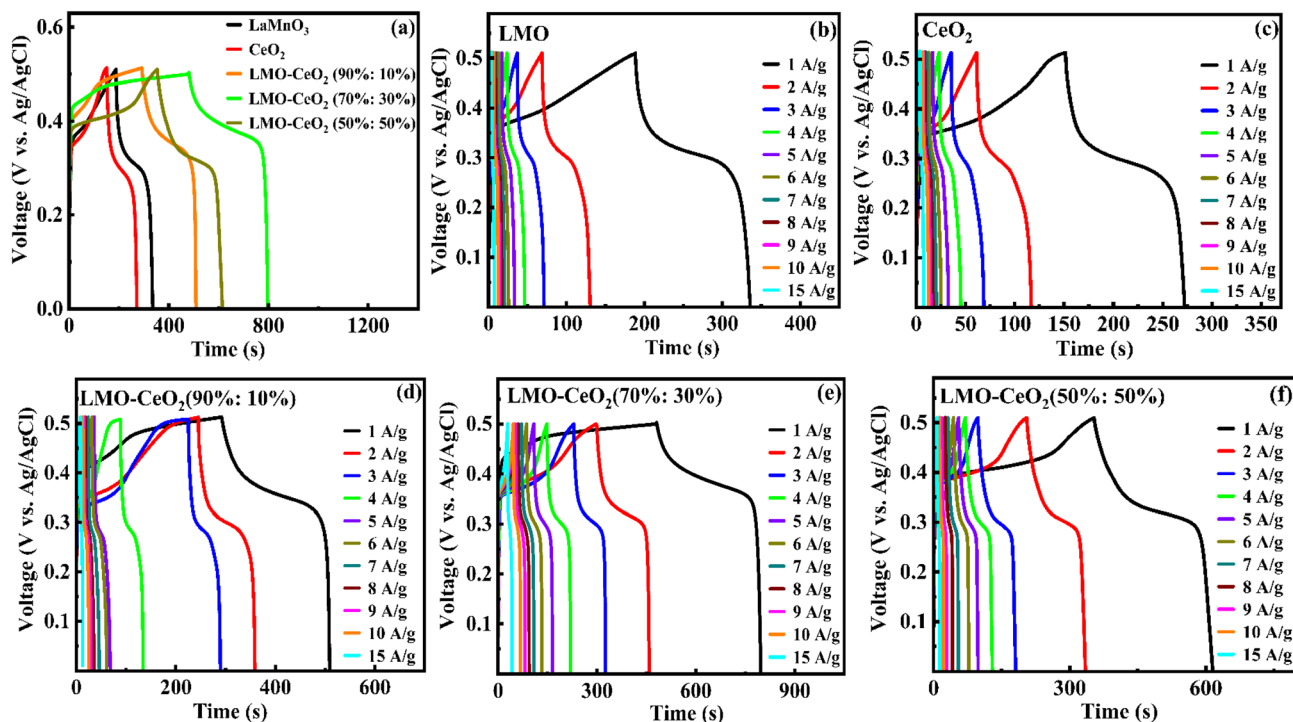 (a)
LaMnO3
CeO2
LMO-CeO2 (90%: 10%)
LMO-CeO2 (70%: 30%)
LMO-CeO2 (50%: 50%)
0.6
0.4
0.2
0.0
Voltage (V vs. Ag/AgCl)
0 400 800 1200
Time (s)
LMO (b)
1 A/g
2 A/g
3 A/g
4 A/g
5 A/g
6 A/g
7 A/g
8 A/g
9 A/g
10 A/g
15 A/g
0.5
0.4
0.3
0.2
0.1
Voltage (V vs. Ag/AgCl)
0 100 200 300 400
Time (s)
CeO2 (c)
1 A/g
2 A/g
3 A/g
4 A/g
5 A/g
6 A/g
7 A/g
8 A/g
9 A/g
10 A/g
15 A/g
0.5
0.4
0.3
0.2
0.1
Voltage (V vs. Ag/AgCl)
0 50 100 150 200 250 300 350
Time (s)
LMO-CeO2(90%: 10%) (d)
1 A/g
2 A/g
3 A/g
4 A/g
5 A/g
6 A/g
7 A/g
8 A/g
9 A/g
10 A/g
15 A/g
0.5
0.4
0.3
0.2
0.1
Voltage (V vs. Ag/AgCl)
0 200 400 600
Time (s)
LMO-CeO2(70%: 30%) (e)
1 A/g
2 A/g
3 A/g
4 A/g
5 A/g
6 A/g
7 A/g
8 A/g
9 A/g
10 A/g
15 A/g
0.5
0.4
0.3
0.2
0.1
Voltage (V vs. Ag/AgCl)
0 300 600 900
Time (s)
LMO-CeO2(50%: 50%) (f)
1 A/g
2 A/g
3 A/g
4 A/g
5 A/g
6 A/g
7 A/g
8 A/g
9 A/g
10 A/g
15 A/g
0.5
0.4
0.3
0.2
0.1
Voltage (V vs. Ag/AgCl)
0 300 600
Time (s)